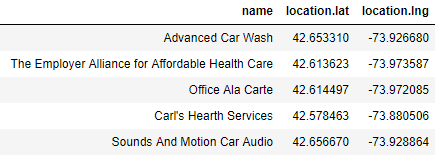 name location.lat location.lng
Advanced Car Wash 42.653310 -73.926680
The Employer Alliance for Affordable Health Care 42.613623 -73.973587
Office Ala Carte 42.614497 -73.972085
Carl's Hearth Services 42.578463 -73.880506
Sounds And Motion Car Audio 42.656670 -73.928864